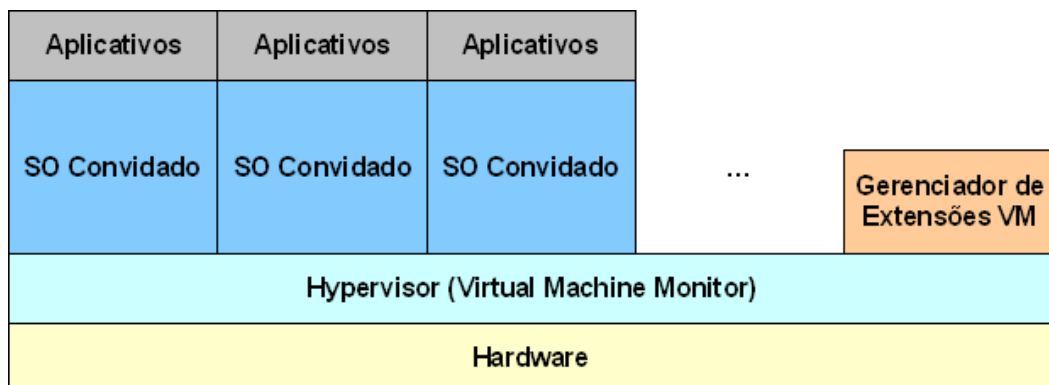 Aplicativos
Aplicativos
Aplicativos
SO Convidado
SO Convidado
SO Convidado
...
Gerenciador de
Extensões VM
Hypervisor (Virtual Machine Monitor)
Hardware